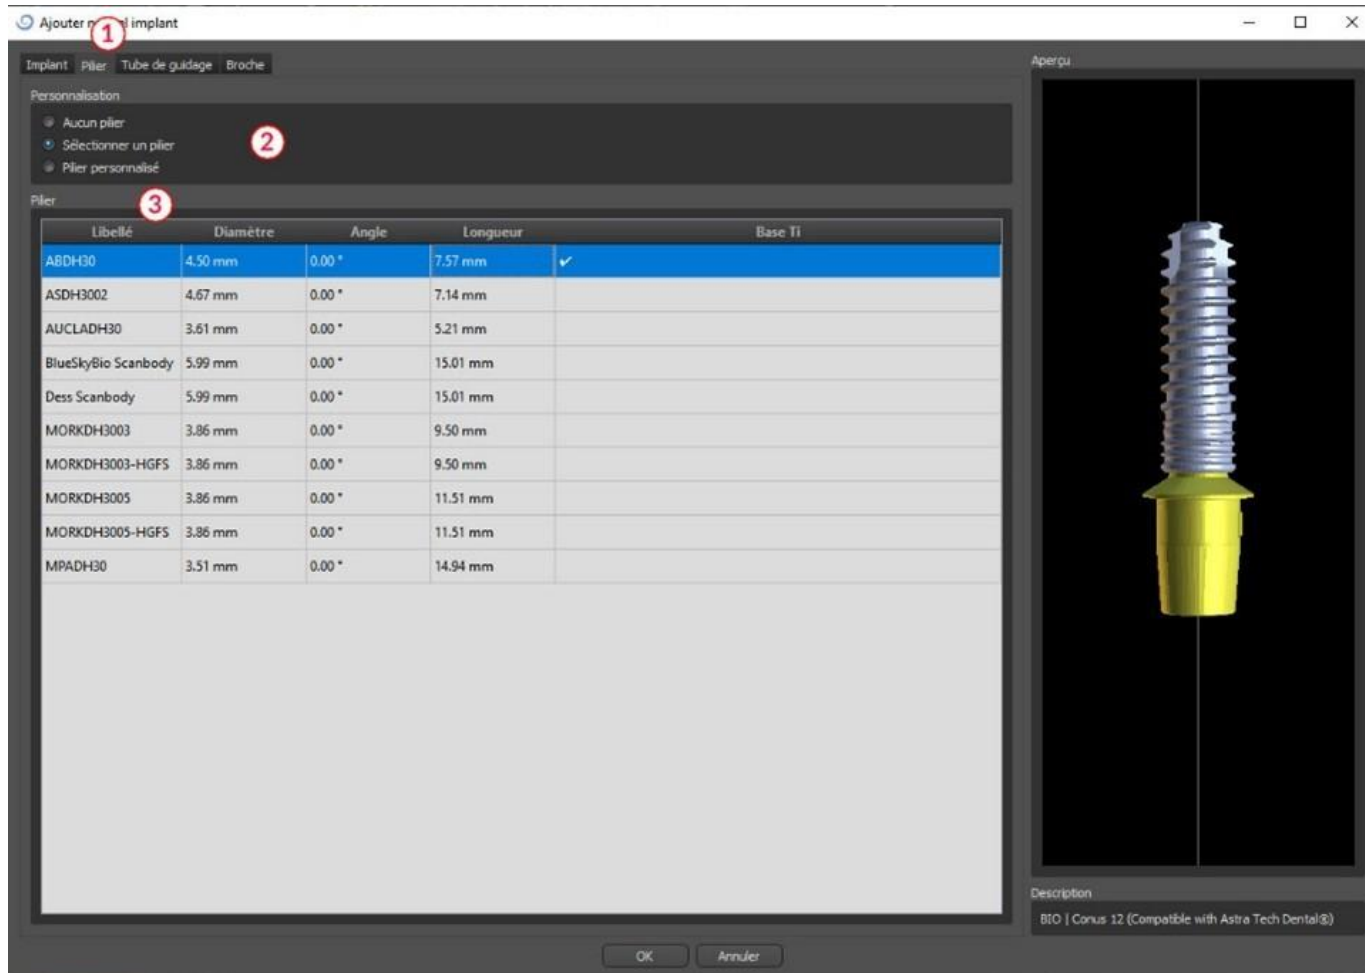 Ajouter nouvel implant
1
Implant Pilier Tube de guidage Broche
Personnalisation
Aucun pilier
Sélectionner un pilier
2
Pilier personnalisé
Pilier
3
Libellé Diamètre Angle Longueur Base Ti
ABDH30 4.50 mm 0.00 ° 7.57 mm ✔
ASDH3002 4.67 mm 0.00 ° 7.14 mm
AUCLADH30 3.61 mm 0.00 ° 5.21 mm
BlueSkyBio Scanbody 5.99 mm 0.00 ° 15.01 mm
Dess Scanbody 5.99 mm 0.00 ° 15.01 mm
MORKDH3003 3.86 mm 0.00 ° 9.50 mm
MORKDH3003-HGFS 3.86 mm 0.00 ° 9.50 mm
MORKDH3005 3.86 mm 0.00 ° 11.51 mm
MORKDH3005-HGFS 3.86 mm 0.00 ° 11.51 mm
MPADH30 3.51 mm 0.00 ° 14.94 mm
Aperçu
Description
BIO | Conus 12 (Compatible with Astra Tech Dental®)
OK Annuler